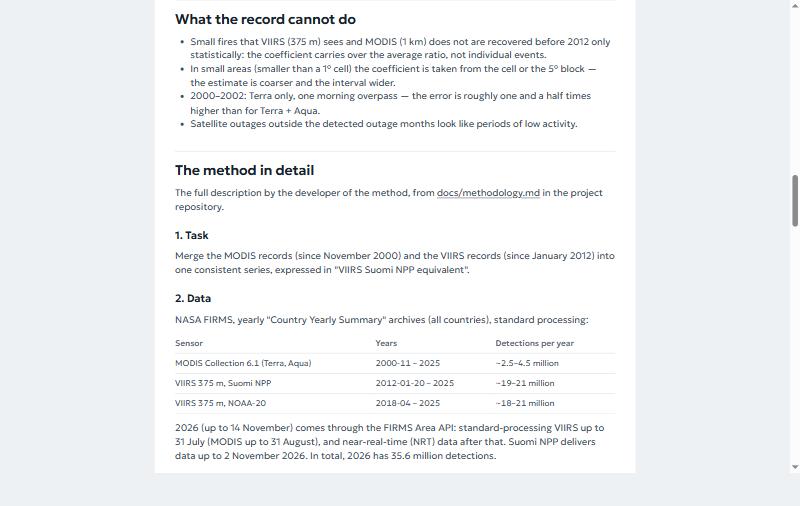 What the record cannot do
• Small fires that VIIRS (375 m) sees and MODIS (1 km) does not are recovered before 2012 only
statistically: the coefficient carries over the average ratio, not individual events.
• In small areas (smaller than a 1° cell) the coefficient is taken from the cell or the 5° block —
the estimate is coarser and the interval wider.
• 2000–2002: Terra only, one morning overpass — the error is roughly one and a half times
higher than for Terra + Aqua.
• Satellite outages outside the detected outage months look like periods of low activity.
The method in detail
The full description by the developer of the method, from docs/methodology.md in the project
repository.
1. Task
Merge the MODIS records (since November 2000) and the VIIRS records (since January 2012) into
one consistent series, expressed in "VIIRS Suomi NPP equivalent".
2. Data
NASA FIRMS, yearly "Country Yearly Summary" archives (all countries), standard processing:
Sensor Years Detections per year
MODIS Collection 6.1 (Terra, Aqua) 2000-11 – 2025 ~2.5–4.5 million
VIIRS 375 m, Suomi NPP 2012-01-20 – 2025 ~19–21 million
VIIRS 375 m, NOAA-20 2018-04 – 2025 ~18–21 million
2026 (up to 14 November) comes through the FIRMS Area API: standard-processing VIIRS up to
31 July (MODIS up to 31 August), and near-real-time (NRT) data after that. Suomi NPP delivers
data up to 2 November 2026. In total, 2026 has 35.6 million detections.